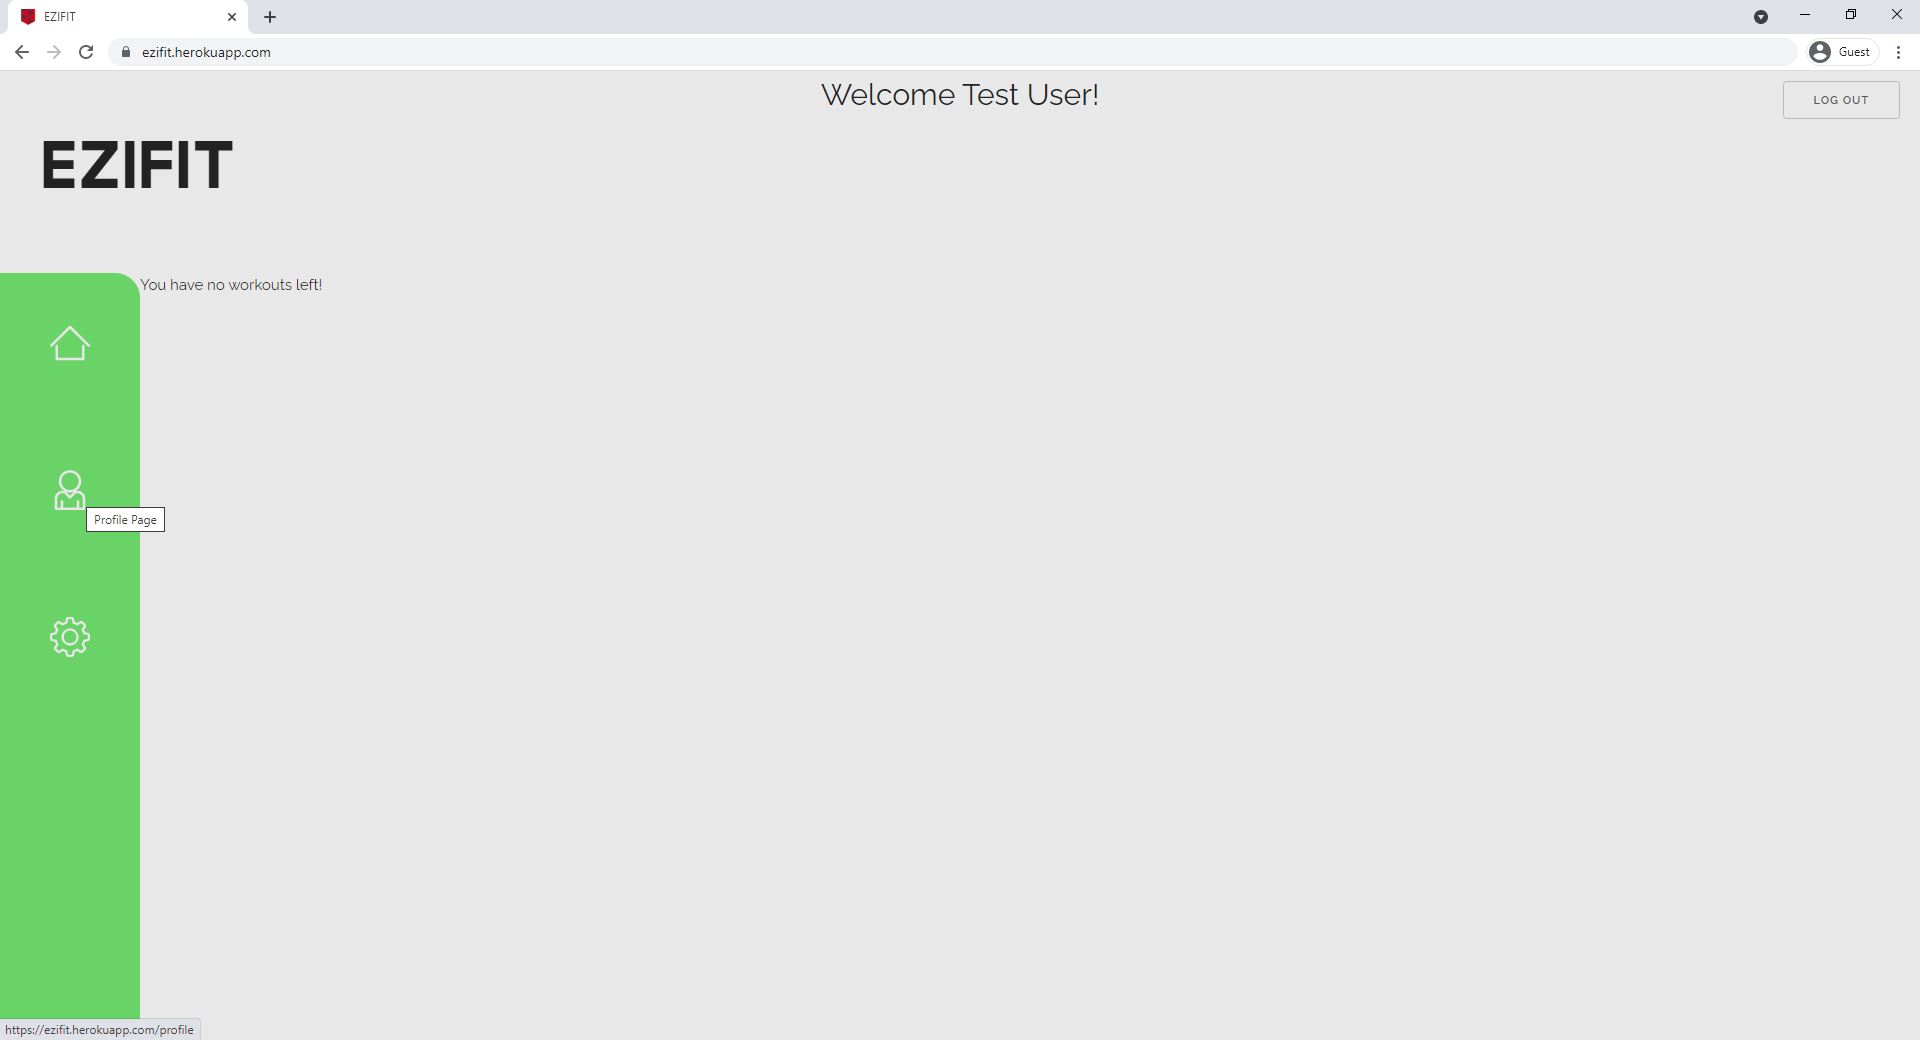 EZIFIT
ezifit.herokuapp.com
Guest
Welcome Test User!
LOG OUT
EZIFIT
You have no workouts left!
Profile Page
https://ezifit.herokuapp.com/profile